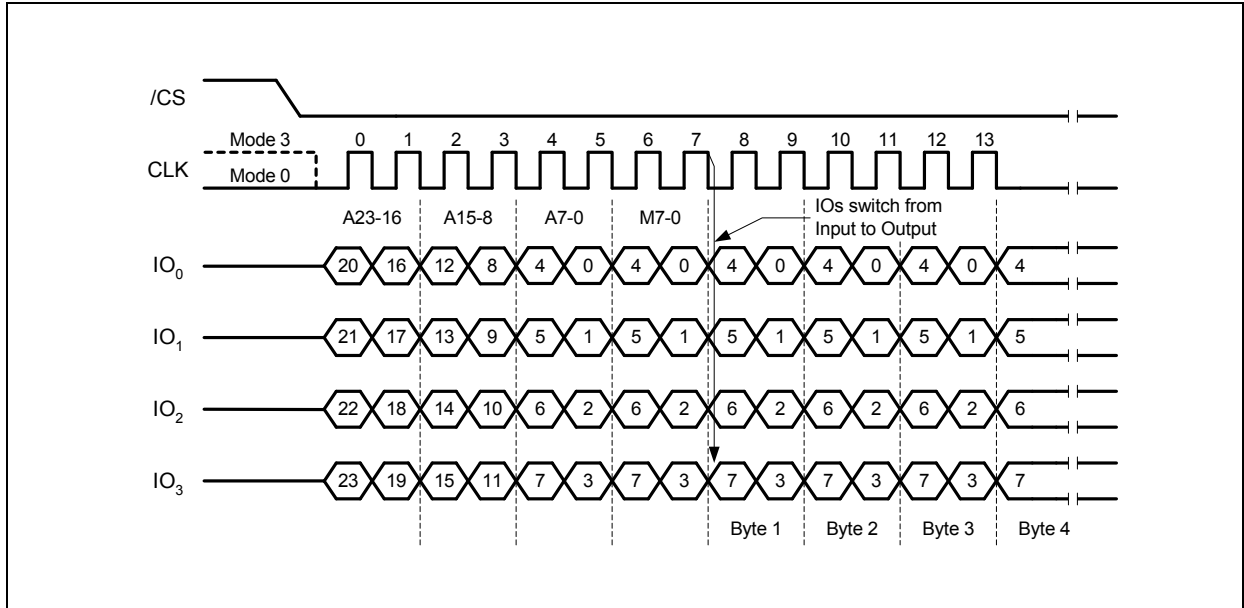 /CS
Mode 3 0 1 2 3 4 5 6 7 8 9 10 11 12 13
CLK
Mode 0
IOs switch from
Input to Output
A23-16 A15-8 A7-0 M7-0
IO0 20 16 12 8 4 0 4 0 4 0 4 0 4 0 4
IO1 21 17 13 9 5 1 5 1 5 1 5 1 5 1 5
IO2 22 18 14 10 6 2 6 2 6 2 6 2 6 2 6
IO3 23 19 15 11 7 3 7 3 7 3 7 3 7 3 7
Byte 1 Byte 2 Byte 3 Byte 4